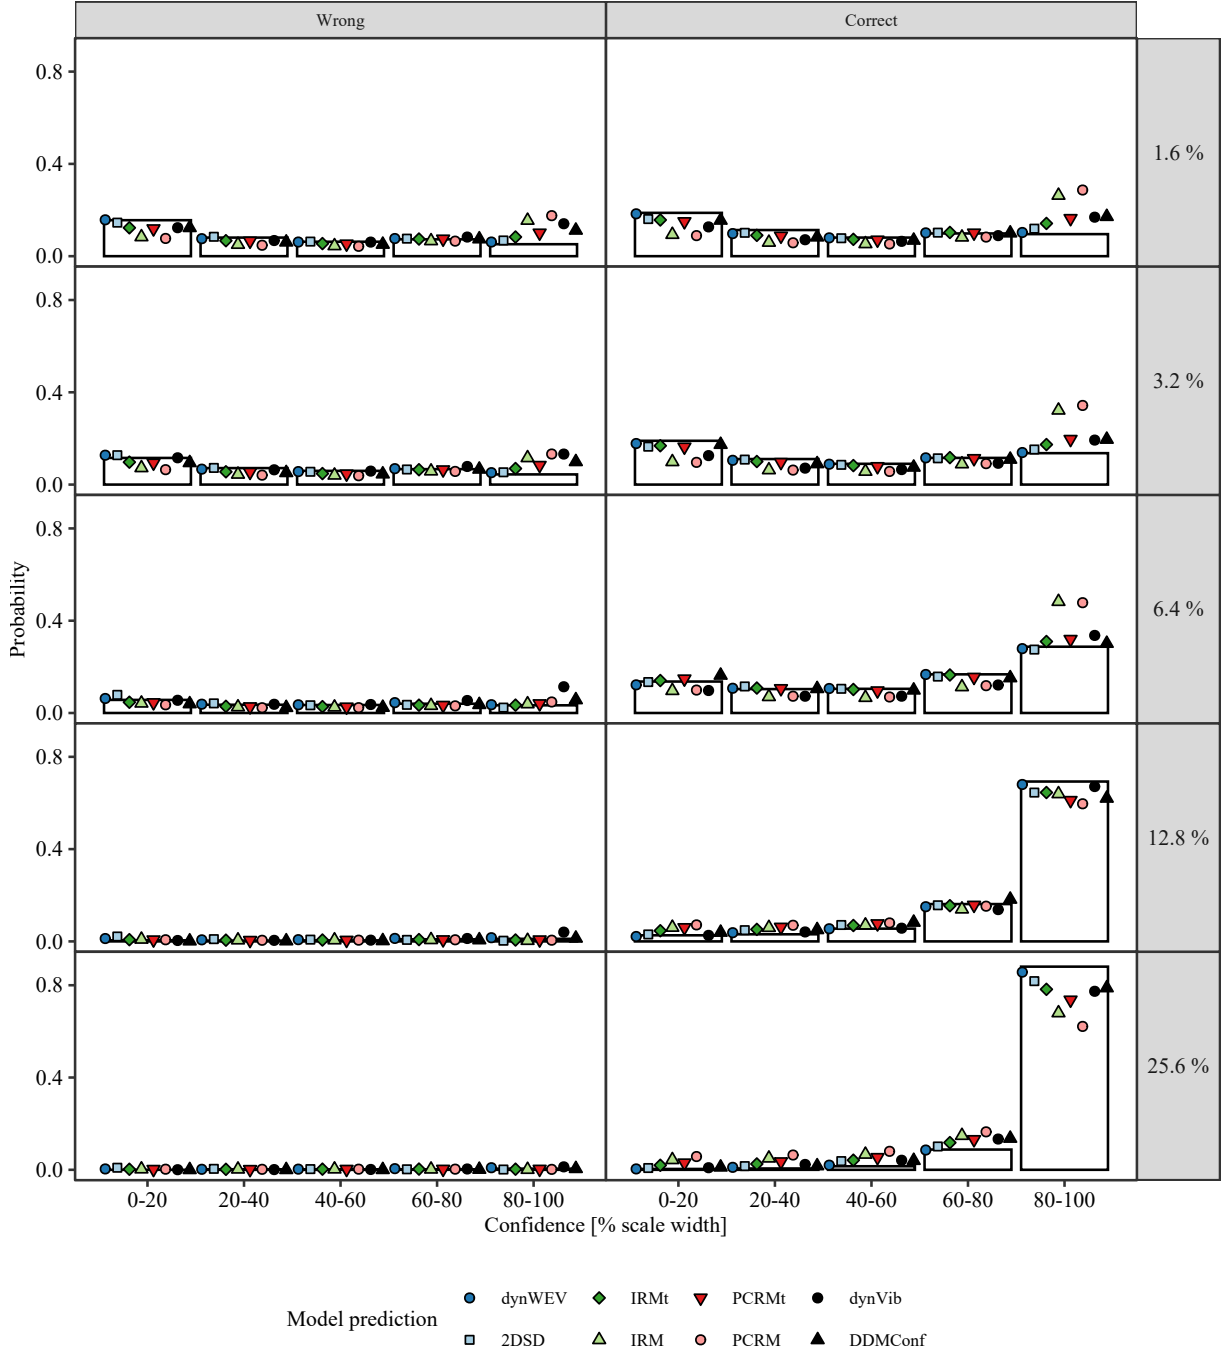 Wrong Correct
0.8
0.4
0.0
1.6 %
0.8
0.4
0.0
3.2 %
0.8
0.4
0.0
6.4 %
0.8
0.4
0.0
12.8 %
0.8
0.4
0.0
25.6 %
Probability
0-20 20-40 40-60 60-80 80-100 0-20 20-40 40-60 60-80 80-100
Confidence [% scale width]
Model prediction
dynWEV IRMt PCRMt dynVib
2DSD IRM PCRM DDMConf